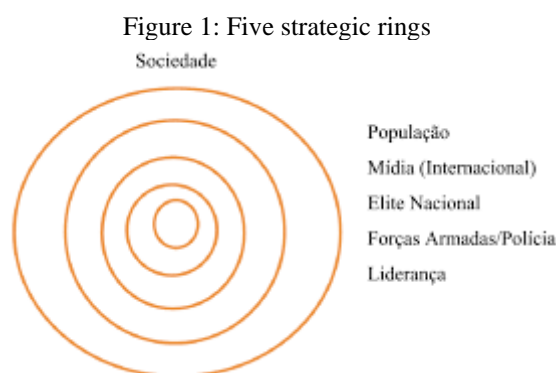 Figure 1: Five strategic rings
Sociedade
População
Mídia (Internacional)
Elite Nacional
Forças Armadas/Polícia
Liderança